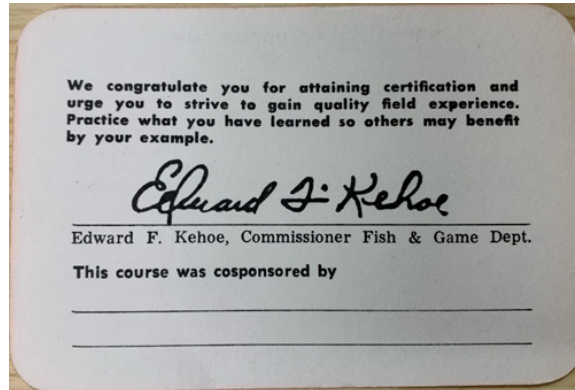 We congratulate you for attaining certification and
urge you to strive to gain quality field experience.
Practice what you have learned so others may benefit
by your example.
Edward F. Kehoe
Edward F. Kehoe, Commissioner Fish & Game Dept.
This course was cosponsored by